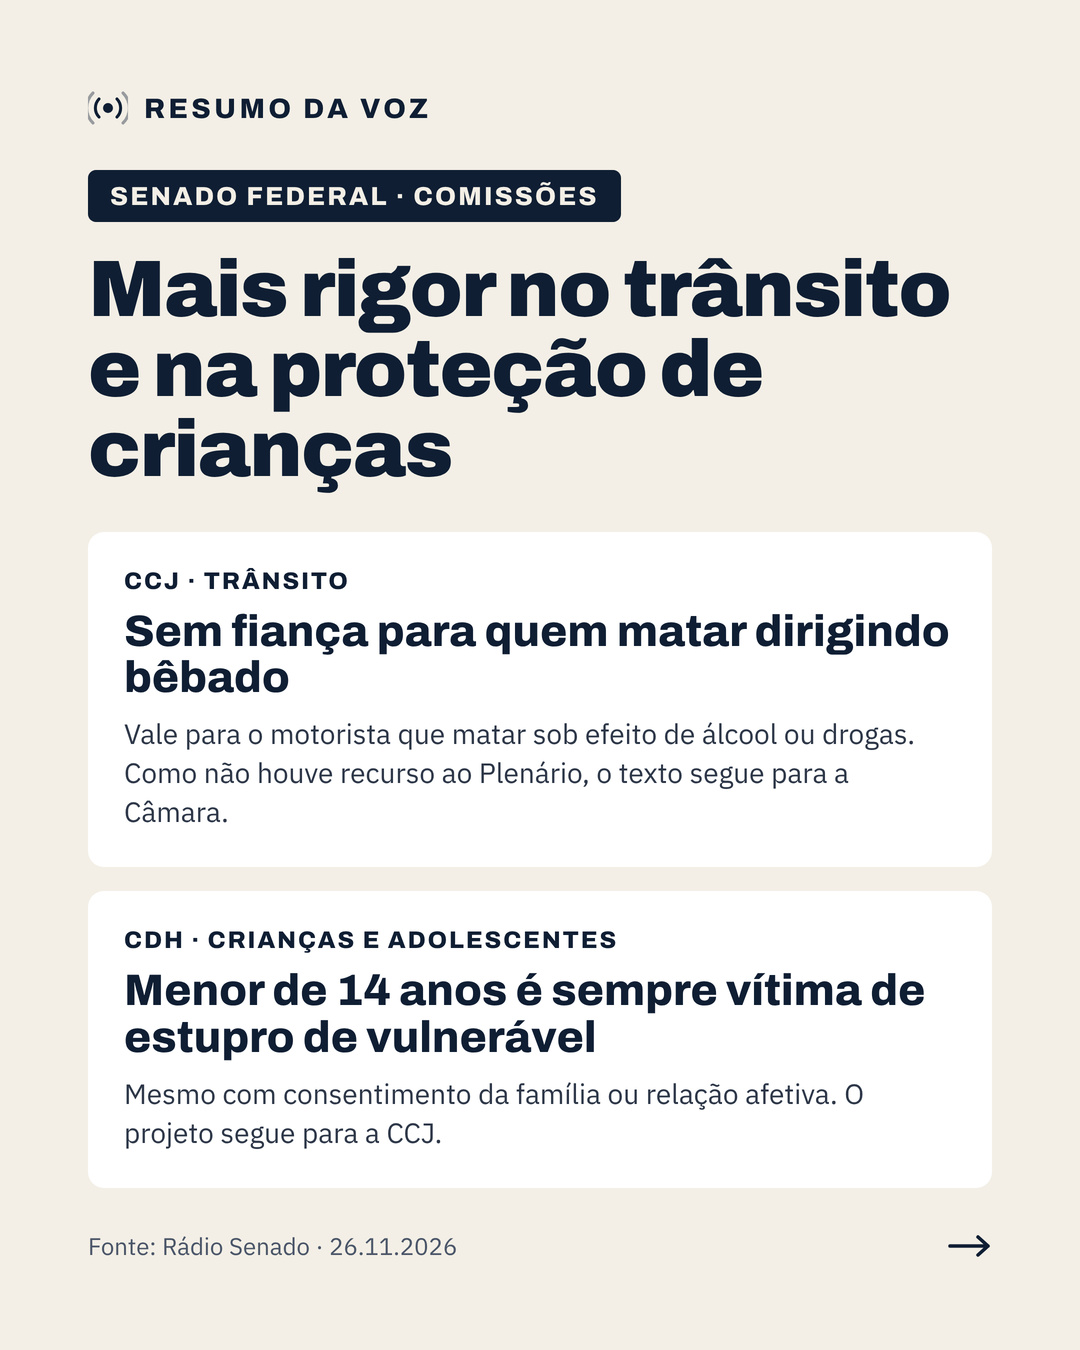 RESUMO DA VOZ
SENADO FEDERAL · COMISSÕES
Mais rigor no trânsito
e na proteção de
crianças
CCJ · TRÂNSITO
Sem fiança para quem matar dirigindo
bêbado
Vale para o motorista que matar sob efeito de álcool ou drogas.
Como não houve recurso ao Plenário, o texto segue para a
Câmara.
CDH · CRIANÇAS E ADOLESCENTES
Menor de 14 anos é sempre vítima de
estupro de vulnerável
Mesmo com consentimento da família ou relação afetiva. O
projeto segue para a CCJ.
Fonte: Rádio Senado · 26.11.2026